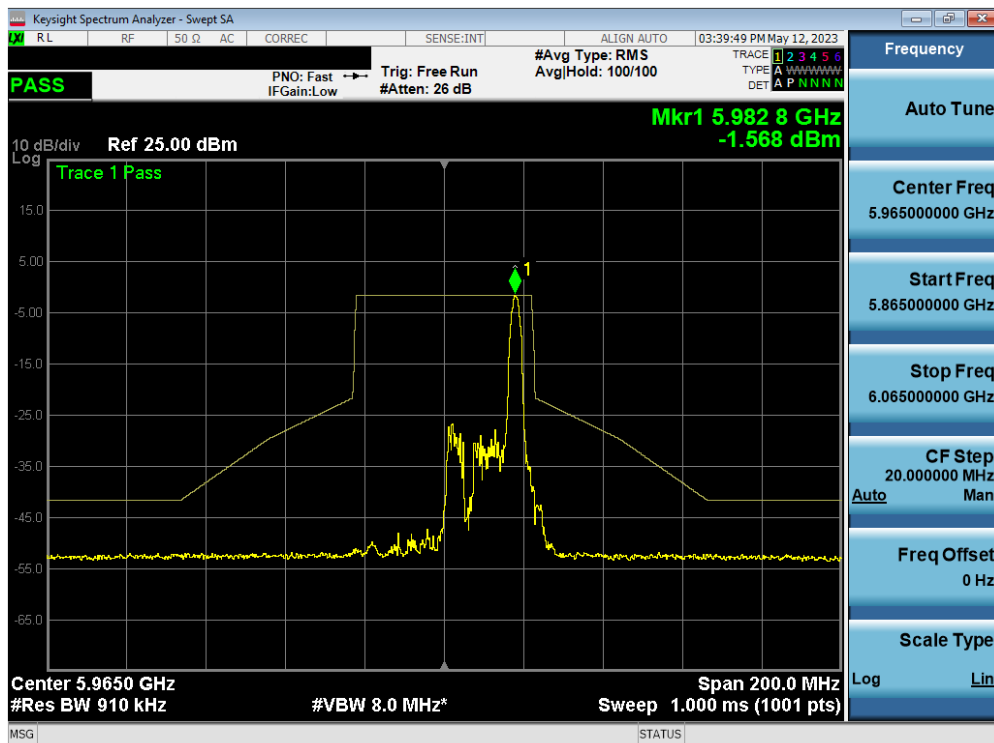 Keysight Spectrum Analyzer - Swept SA
LXI RL RF 50 Ω AC CORREC SENSE:INT ALIGN AUTO 03:39:49 PM May 12, 2023
PASS
PNO: Fast
IFGain:Low
Trig: Free Run
#Atten: 26 dB
#Avg Type: RMS
Avg|Hold: 100/100
TRACE 1 2 3 4 5 6
TYPE A WWWWW
DET A P N N N N
Mkr1 5.982 8 GHz
-1.568 dBm
10 dB/div
Log
Ref 25.00 dBm
Trace 1 Pass
15.0
5.00
-5.00
-15.0
-25.0
-35.0
-45.0
-55.0
-65.0
1
Center 5.9650 GHz
Span 200.0 MHz
#Res BW 910 kHz
#VBW 8.0 MHz*
Sweep 1.000 ms (1001 pts)
MSG STATUS
Frequency
Auto Tune
Center Freq
5.965000000 GHz
Start Freq
5.865000000 GHz
Stop Freq
6.065000000 GHz
CF Step
20.000000 MHz
Auto Man
Freq Offset
0 Hz
Scale Type
Log Lin